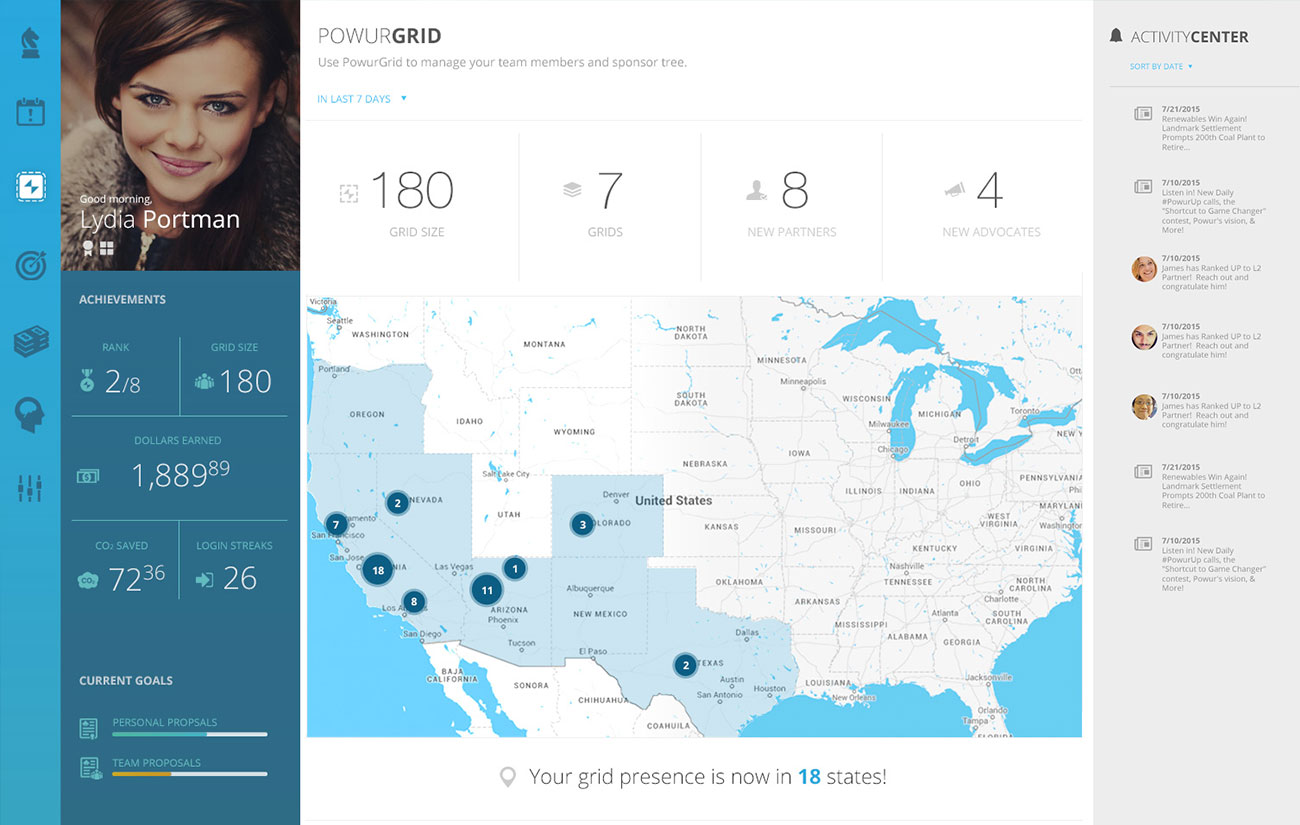 Good morning,
Lydia Portman
ACHIEVEMENTS
RANK
2/8
GRID SIZE
180
DOLLARS EARNED
1,889 89
CO₂ SAVED
CO₂
72 36
LOGIN STREAKS
26
CURRENT GOALS
PERSONAL PROPSALS
TEAM PROPOSALS
POWURGRID
Use PowurGrid to manage your team members and sponsor tree.
IN LAST 7 DAYS
180
GRID SIZE
7
GRIDS
8
NEW PARTNERS
4
NEW ADVOCATES
Victoria
Seattle
WASHINGTON
MONTANA
NORTH
DAKOTA
MINNESOTA
Portland
Minneapolis
OREGON
IDAHO
SOUTH
DAKOTA
WISCONSIN
MICHIGAN
Toronto
WYOMING
Milwaukee
Detroit
NEW Y
Chicago
Salt Lake City
IOWA
NEBRASKA
PENNSYLVANIA
2
NEVADA
Denver
United States
ILLINOIS
INDIANA
OHIO
Phi
UTAH
MARYLAN
7
amento
San Francisco
3
OLORADO
KANSAS
MISSOURI
WEST
VIRGINIA
Washington
San Jose
KENTUCKY
VIRGINIA
18
NIA
Las Vegas
1
Nashville
TENNESSEE
OKLAHOMA
NORTH
CAROLINA
11
Albuquerque
Charlotte
8
Los A
ARIZONA
Phoenix
NEW MEXICO
ARKANSAS
Atlanta
SOUTH
CAROLINA
San Diego
Dallas
MISSISSIPPI
ALABAMA
GEORGIA
Tucson
El Paso
2
TEXAS
BAJA
CALIFORNIA
SONORA
Austin
Houston
LOUISIANA
Jacksonville
San Antonio
New Orleans
CHIHUAHUA
Orlando
Tampa
COAHUILA
FLORIDA
Your grid presence is now in 18 states!
ACTIVITYCENTER
SORT BY DATE
7/21/2015
Renewables Win Again!
Landmark Settlement
Prompts 200th Coal Plant to
Retire...
7/10/2015
Listen in! New Daily
#PowurUp calls, the
"Shortcut to Game Changer"
contest, Powur's vision, &
More!
7/10/2015
James has Ranked UP to L2
Partner! Reach out and
congratulate him!
7/10/2015
James has Ranked UP to L2
Partner! Reach out and
congratulate him!
7/10/2015
James has Ranked UP to L2
Partner! Reach out and
congratulate him!
7/21/2015
Renewables Win Again!
Landmark Settlement
Prompts 200th Coal Plant to
Retire...
7/10/2015
Listen in! New Daily
#PowurUp calls, the
"Shortcut to Game Changer"
contest, Powur's vision, &
More!